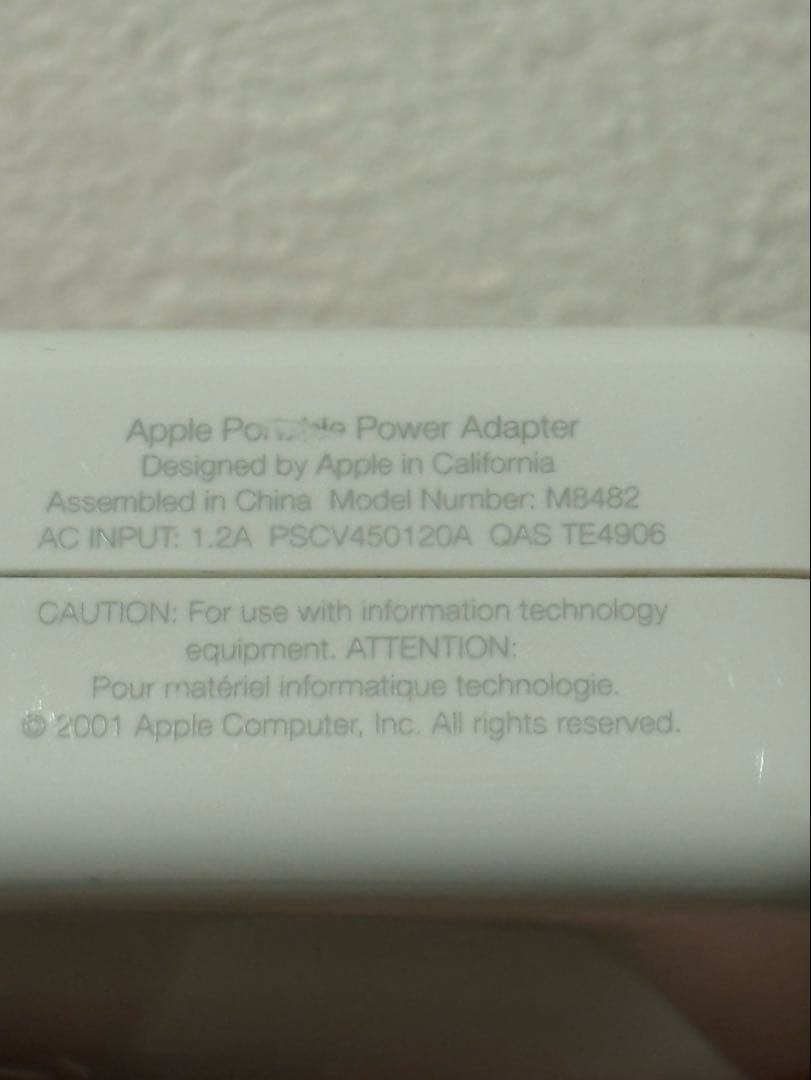 Apple Power Adapter
Designed by Apple in California
Assembled in China Model Number: M8482
AC INPUT: 1.2A PSCV450120A QAS TE4906
CAUTION: For use with information technology
equipment. ATTENTION:
Pour matériel informatique technologie.
© 2001 Apple Computer, Inc. All rights reserved.